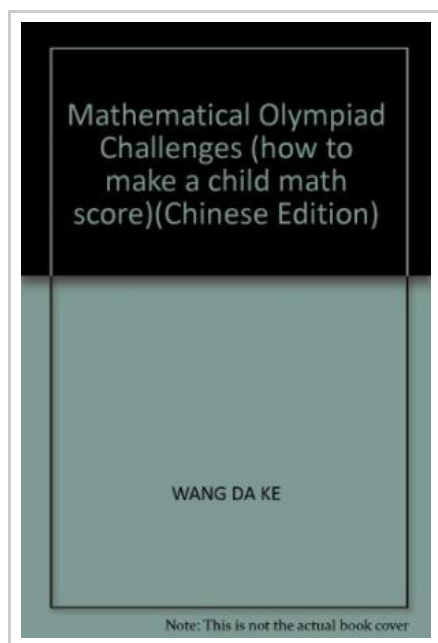 Mathematical Olympiad
Challenges (how to
make a child math
score)(Chinese Edition)
WANG DA KE
Note: This is not the actual book cover